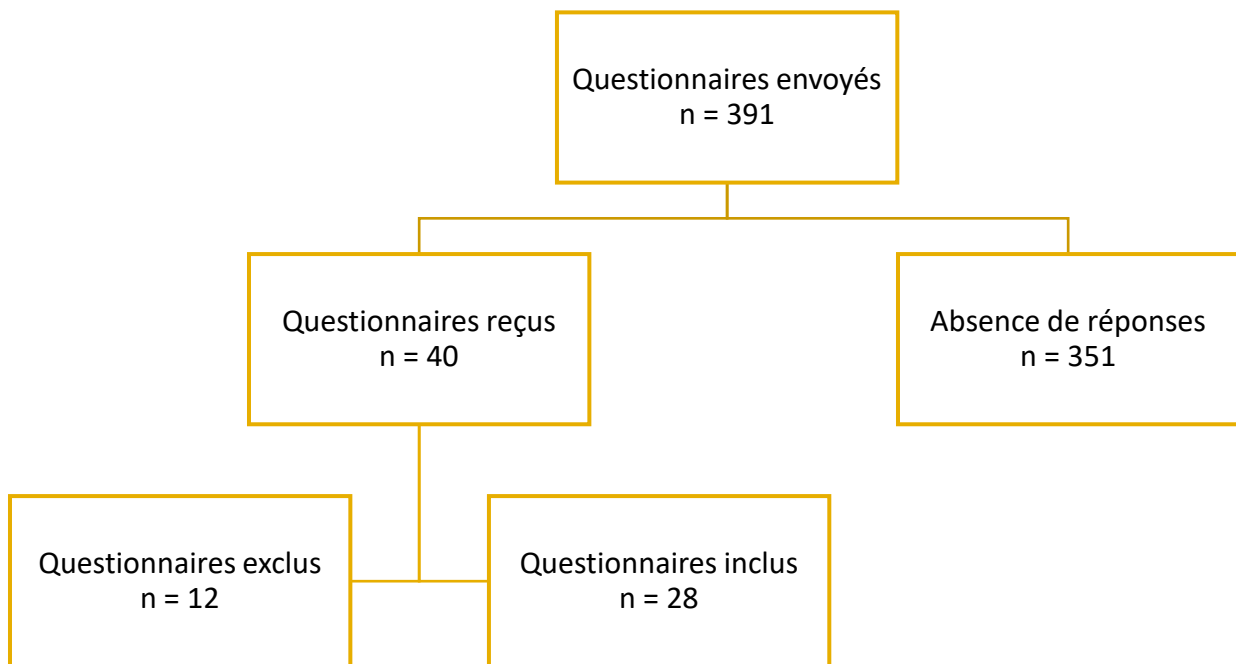 Questionnaires envoyés
n = 391
Questionnaires reçus
n = 40
Absence de réponses
n = 351
Questionnaires exclus
n = 12
Questionnaires inclus
n = 28